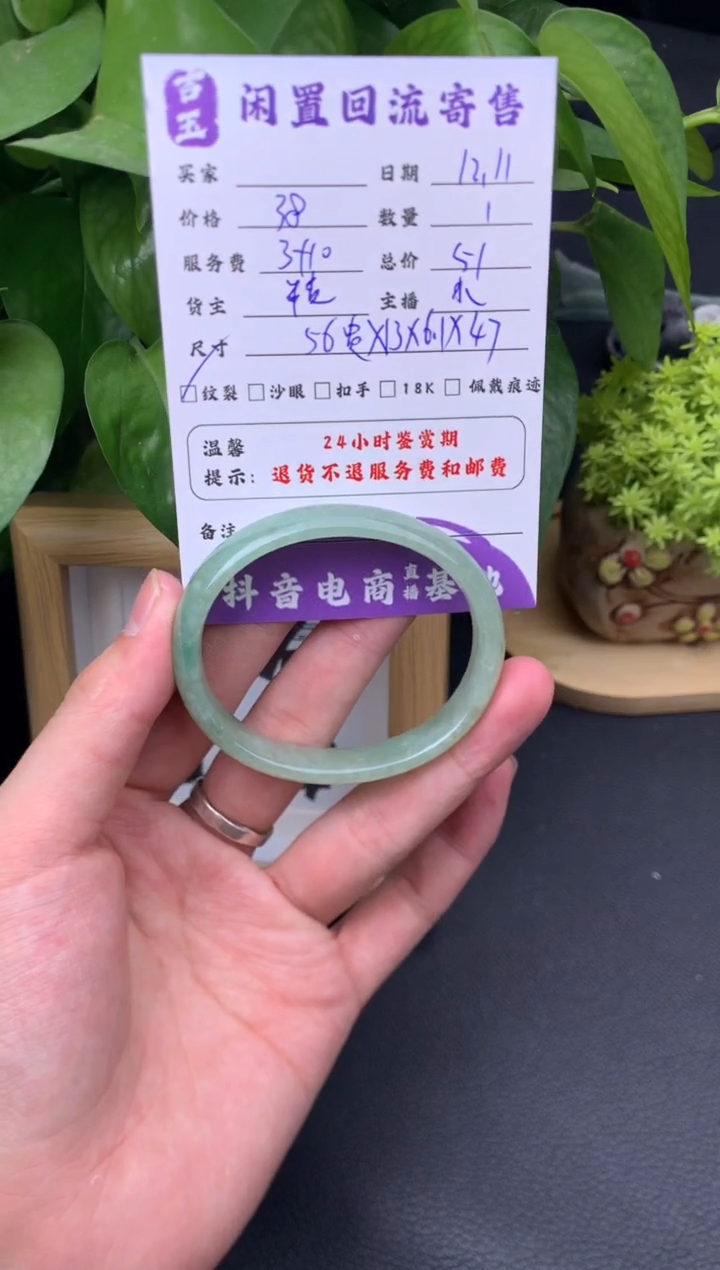 吉玉 闲置回流寄售
买家 日期 12.11
价格 38 数量 1
服务费 3+10 总价 51
货主 主播
尺寸 56贵X13X6.1X47
纹裂 沙眼 扣手 18K 佩戴痕迹
温馨 24小时鉴赏期
提示: 退货不退服务费和邮费
备注
抖音电商直播基地